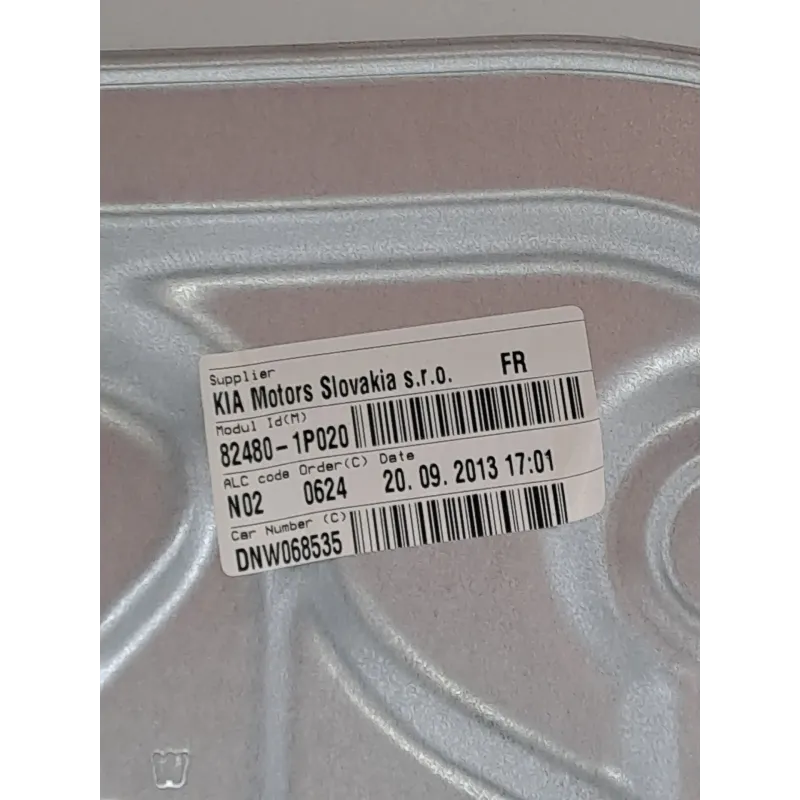 Supplier
KIA Motors Slovakia s.r.o. FR
Modul Id(M)
82480-1P020
ALC code Order(C) Date
N02 0624 20. 09. 2013 17:01
Car Number (C)
DNW068535
W